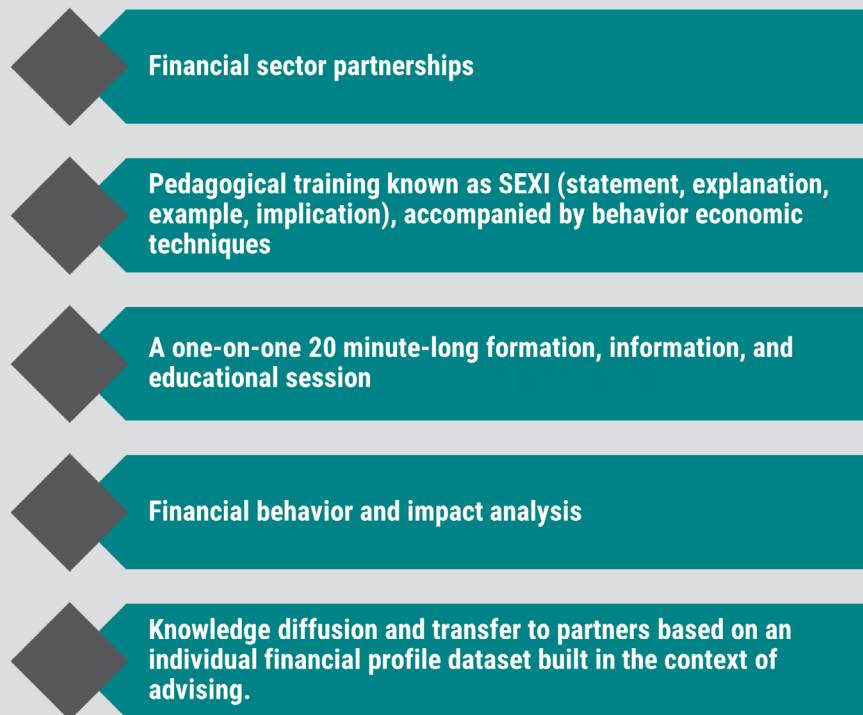 Financial sector partnerships
Pedagogical training known as SEXI (statement, explanation,
example, implication), accompanied by behavior economic
techniques
A one-on-one 20 minute-long formation, information, and
educational session
Financial behavior and impact analysis
Knowledge diffusion and transfer to partners based on an
individual financial profile dataset built in the context of
advising.